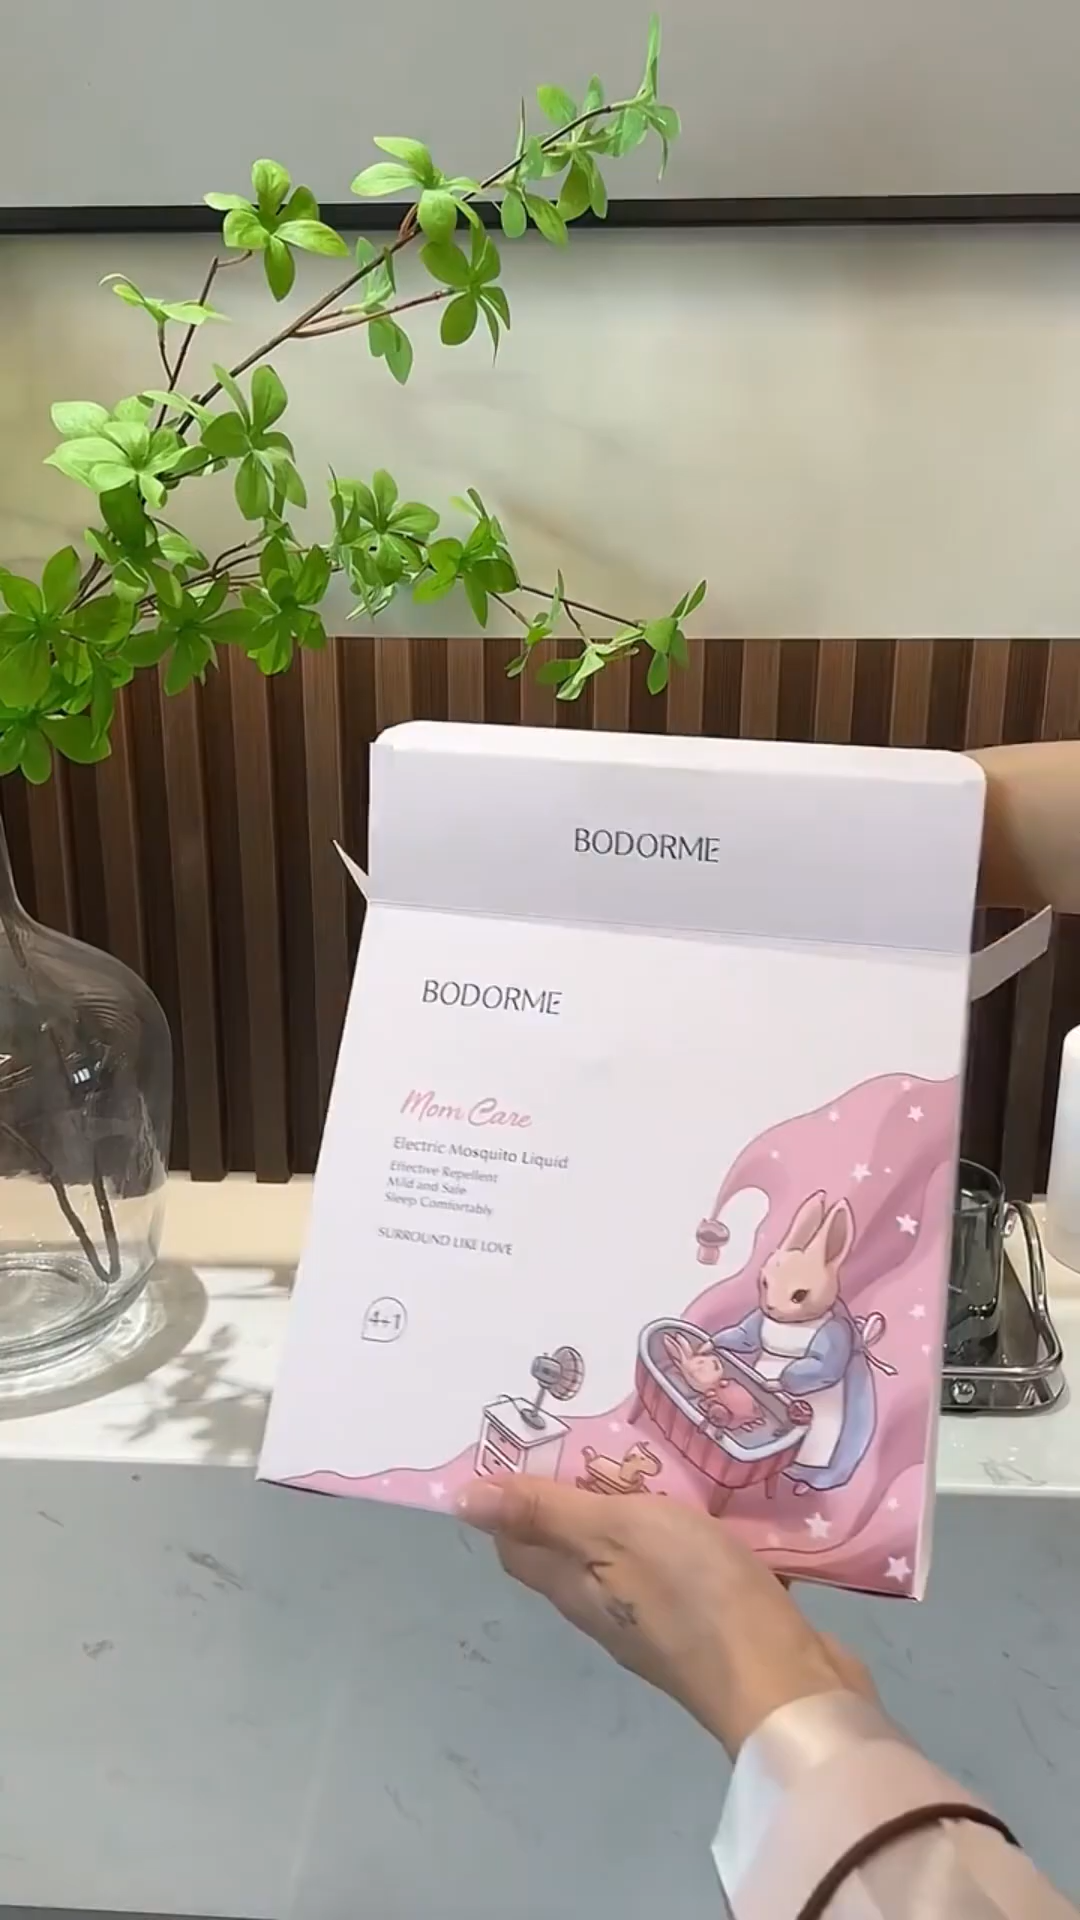 BODORME
BODORME
Mom Care
Electric Mosquito Liquid
Effective Repellent
Mild and Safe
Sleep Comfortably
SURROUND LIKE LOVE
4+1